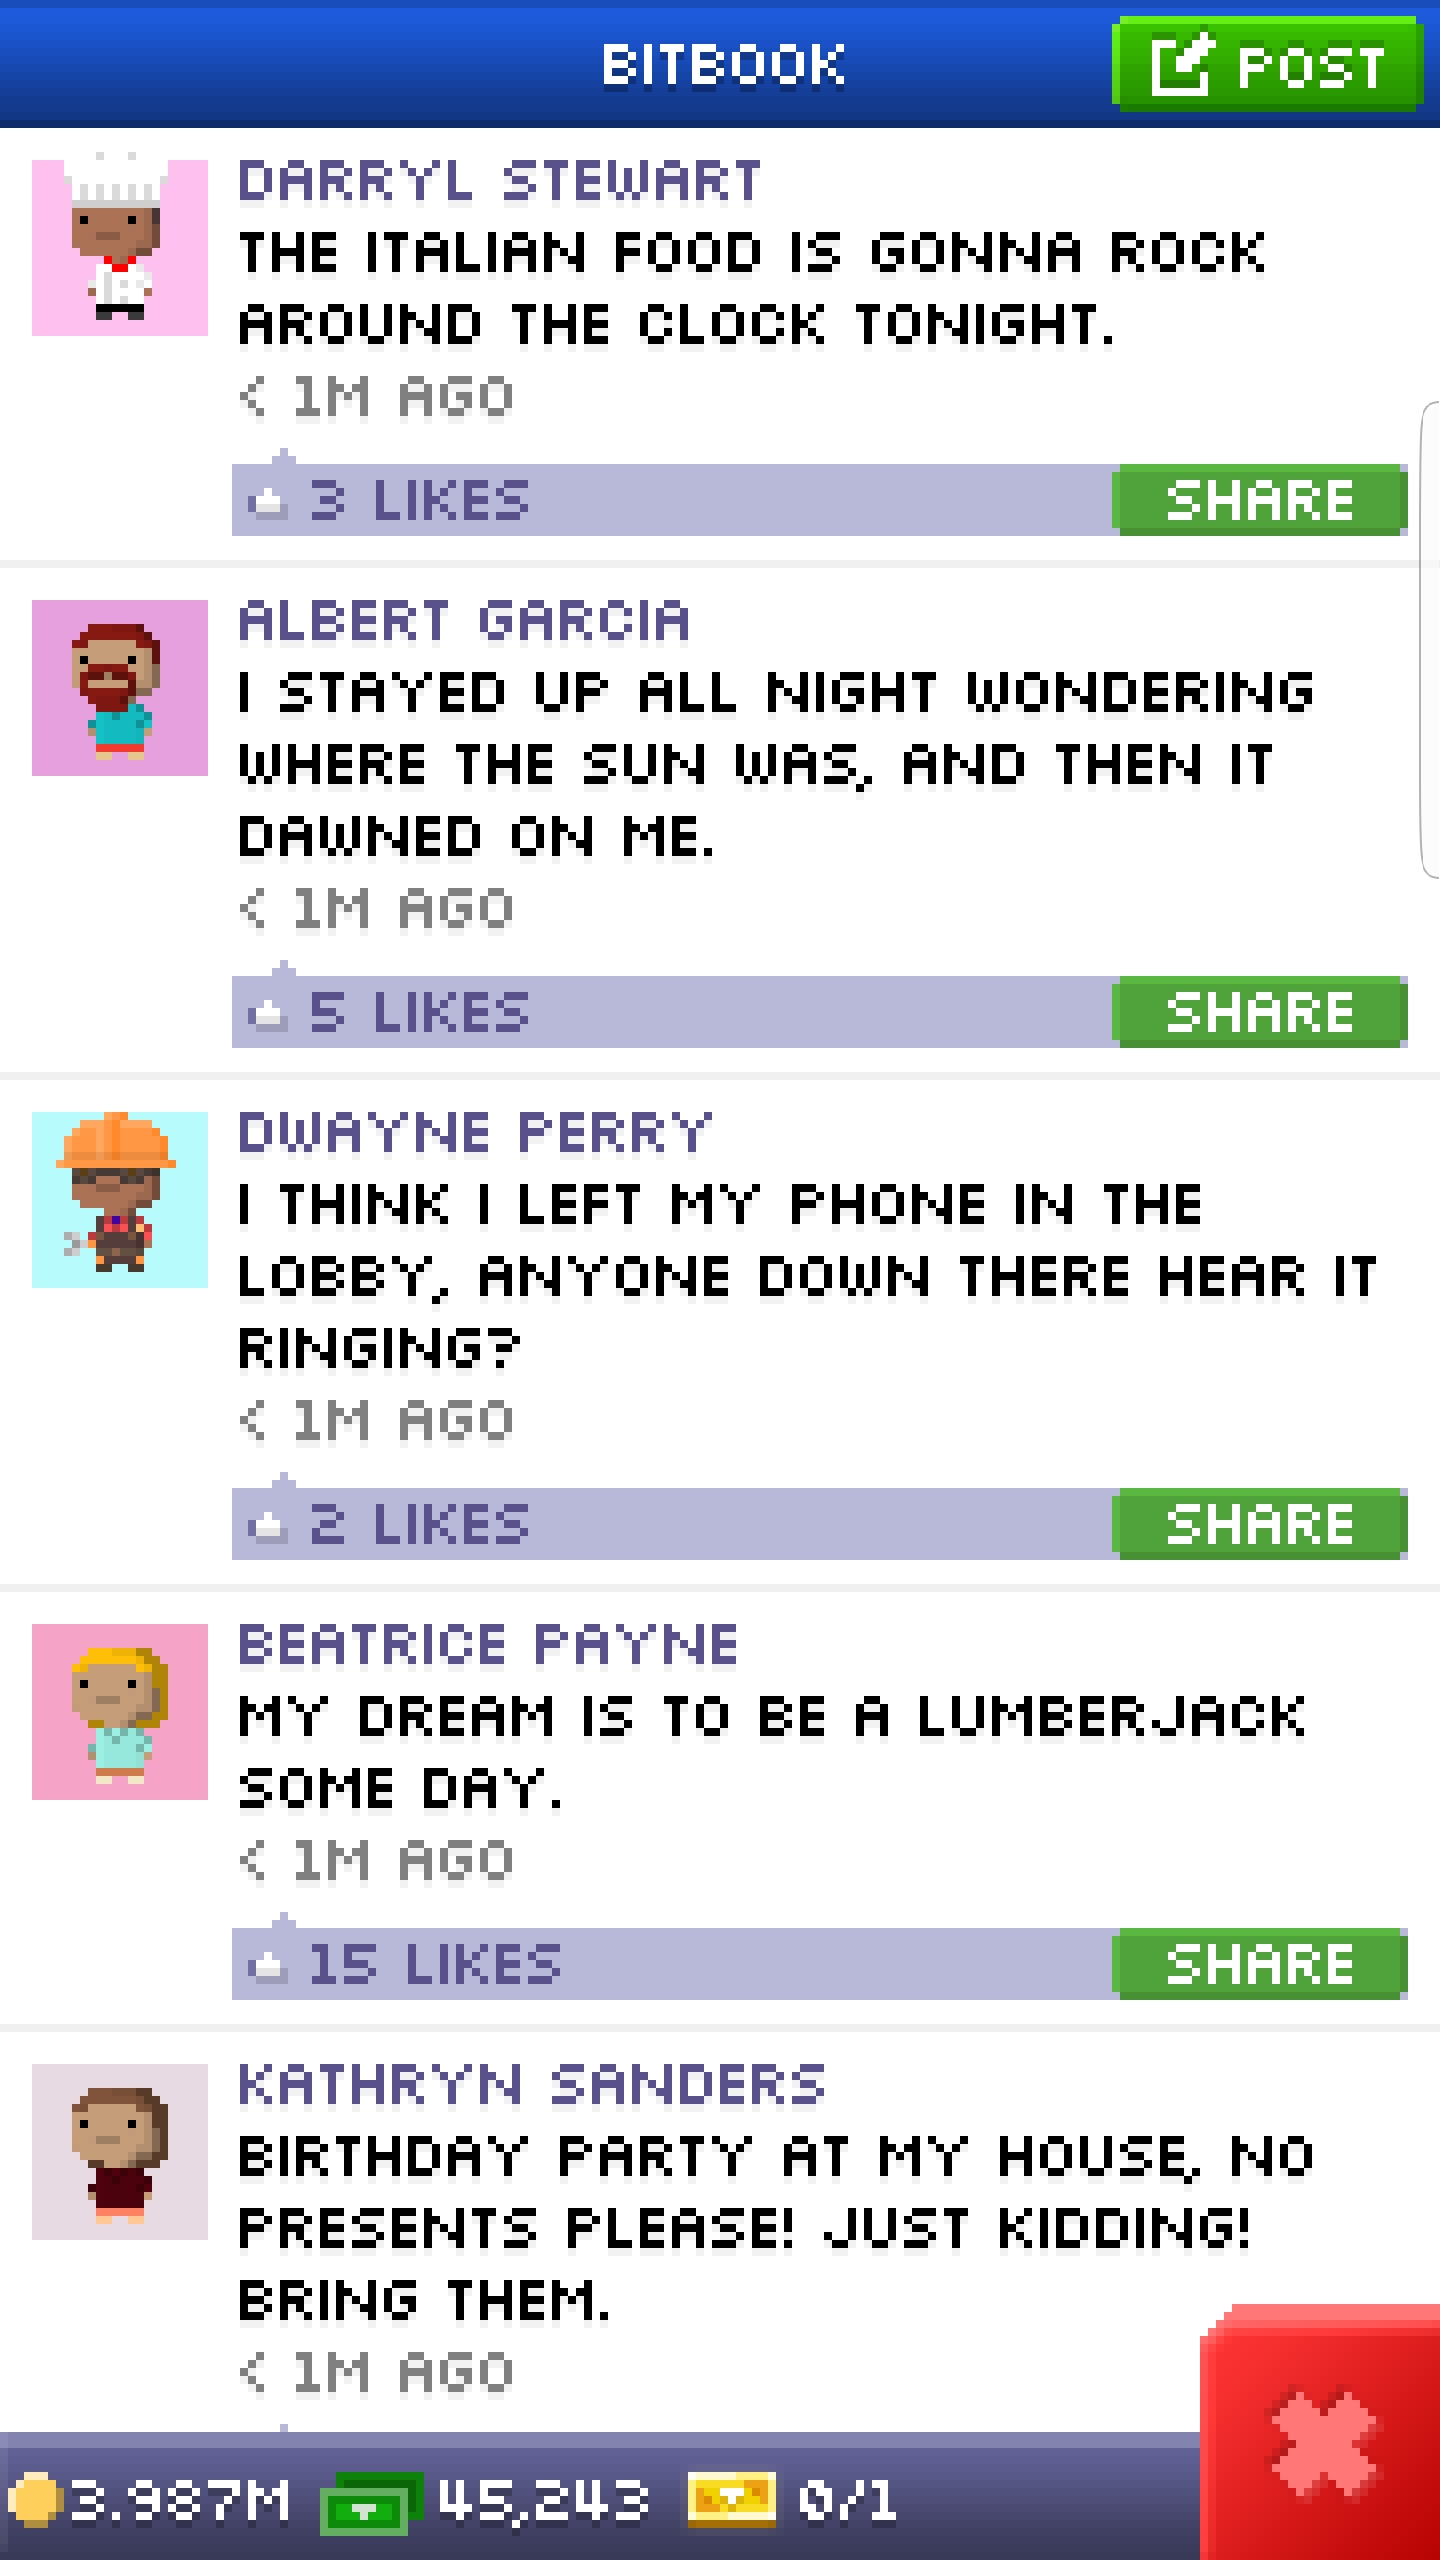 BITBOOK
POST
DARRYL STEWART
THE ITALIAN FOOD IS GONNA ROCK
AROUND THE CLOCK TONIGHT.
< 1M AGO
3 LIKES
SHARE
ALBERT GARCIA
I STAYED UP ALL NIGHT WONDERING
WHERE THE SUN WAS, AND THEN IT
DAWNED ON ME.
< 1M AGO
5 LIKES
SHARE
DWAYNE PERRY
I THINK I LEFT MY PHONE IN THE
LOBBY, ANYONE DOWN THERE HEAR IT
RINGING?
< 1M AGO
2 LIKES
SHARE
BEATRICE PAYNE
MY DREAM IS TO BE A LUMBERJACK
SOME DAY.
< 1M AGO
15 LIKES
SHARE
KATHRYN SANDERS
BIRTHDAY PARTY AT MY HOUSE, NO
PRESENTS PLEASE! JUST KIDDING!
BRING THEM.
< 1M AGO
3.987M 45,243 0/1